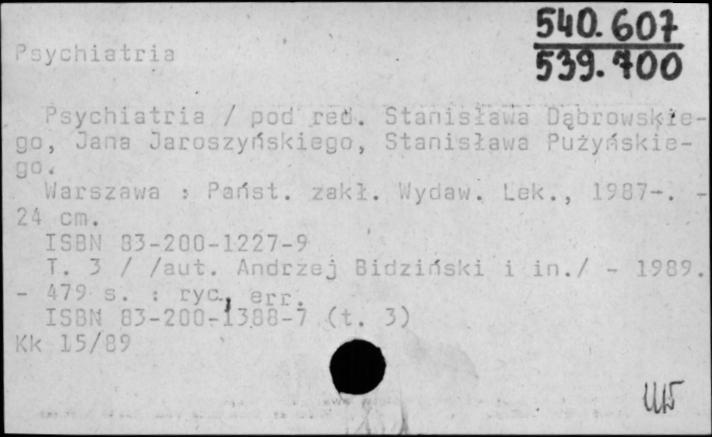 540.607
539.700
Psychiatria
Psychiatria / pod red. Stanisława Dąbrowskie-
go, Jana Jaroszyńskiego, Stanisława Pużyńskie-
go.
Warszawa : Państ. zakł. Wydaw. Lek., 1987-. -
24 cm.
ISBN 83-200-1227-9
T. 3 / /aut. Andrzej Bidziński i in./ - 1989.
- 479 s. : ryc., err.
ISBN 83-200-1388-7 (t. 3)
Kk 15/89